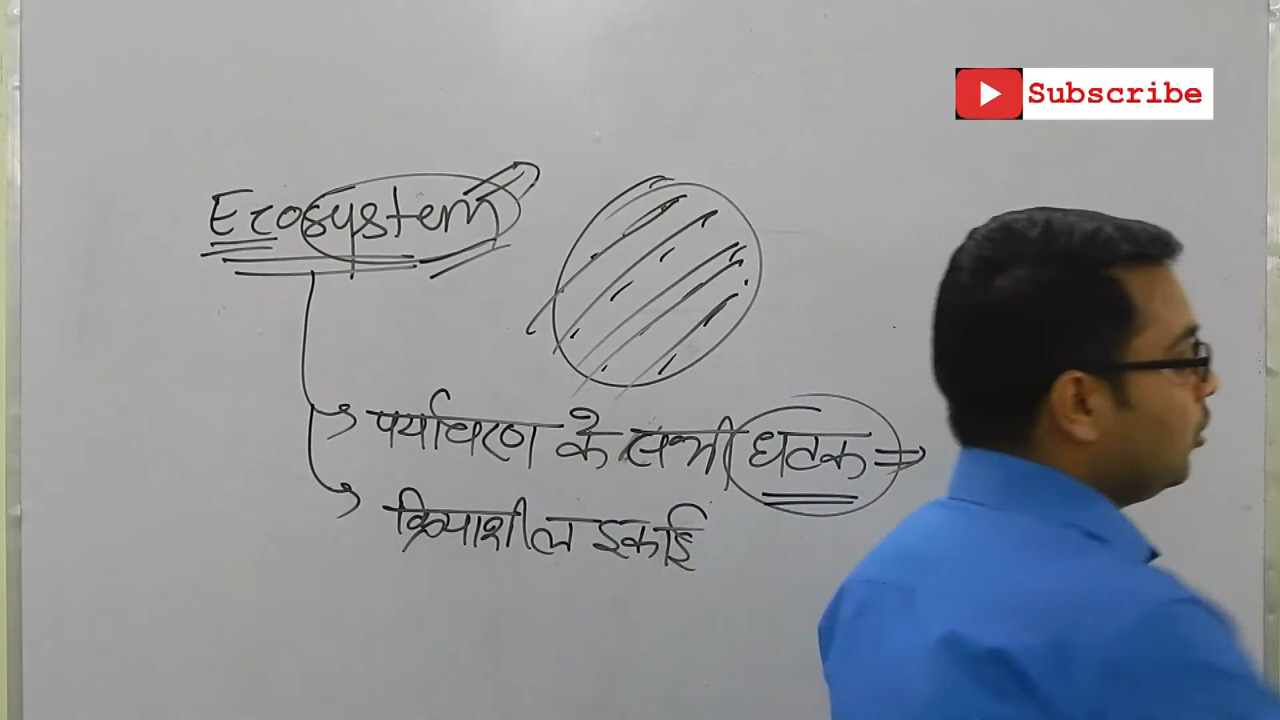 Subscribe
Ecosystem
पर्यावरण के सभी घटक
क्रियाशील इकाई